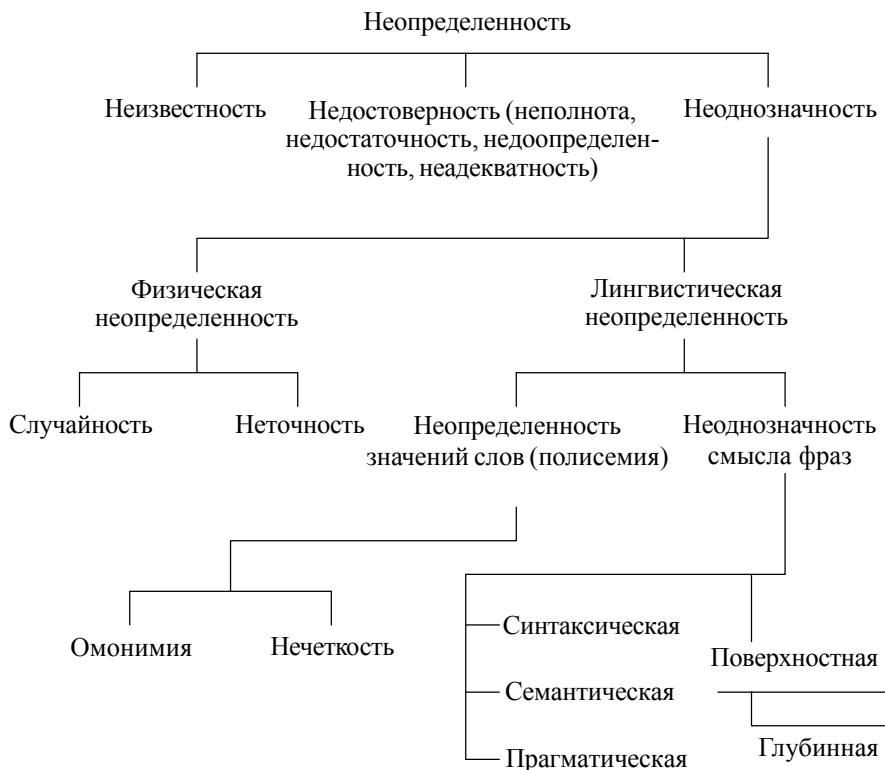 Неопределенность
Неизвестность
Недостоверность (неполнота,
недостаточность, недоопределен-
ность, неадекватность)
Неоднозначность
Физическая
неопределенность
Лингвистическая
неопределенность
Случайность
Неточность
Неопределенность
значений слов (полисемия)
Неоднозначность
смысла фраз
Омонимия
Нечеткость
Синтаксическая
Поверхностная
Семантическая
Глубинная
Прагматическая